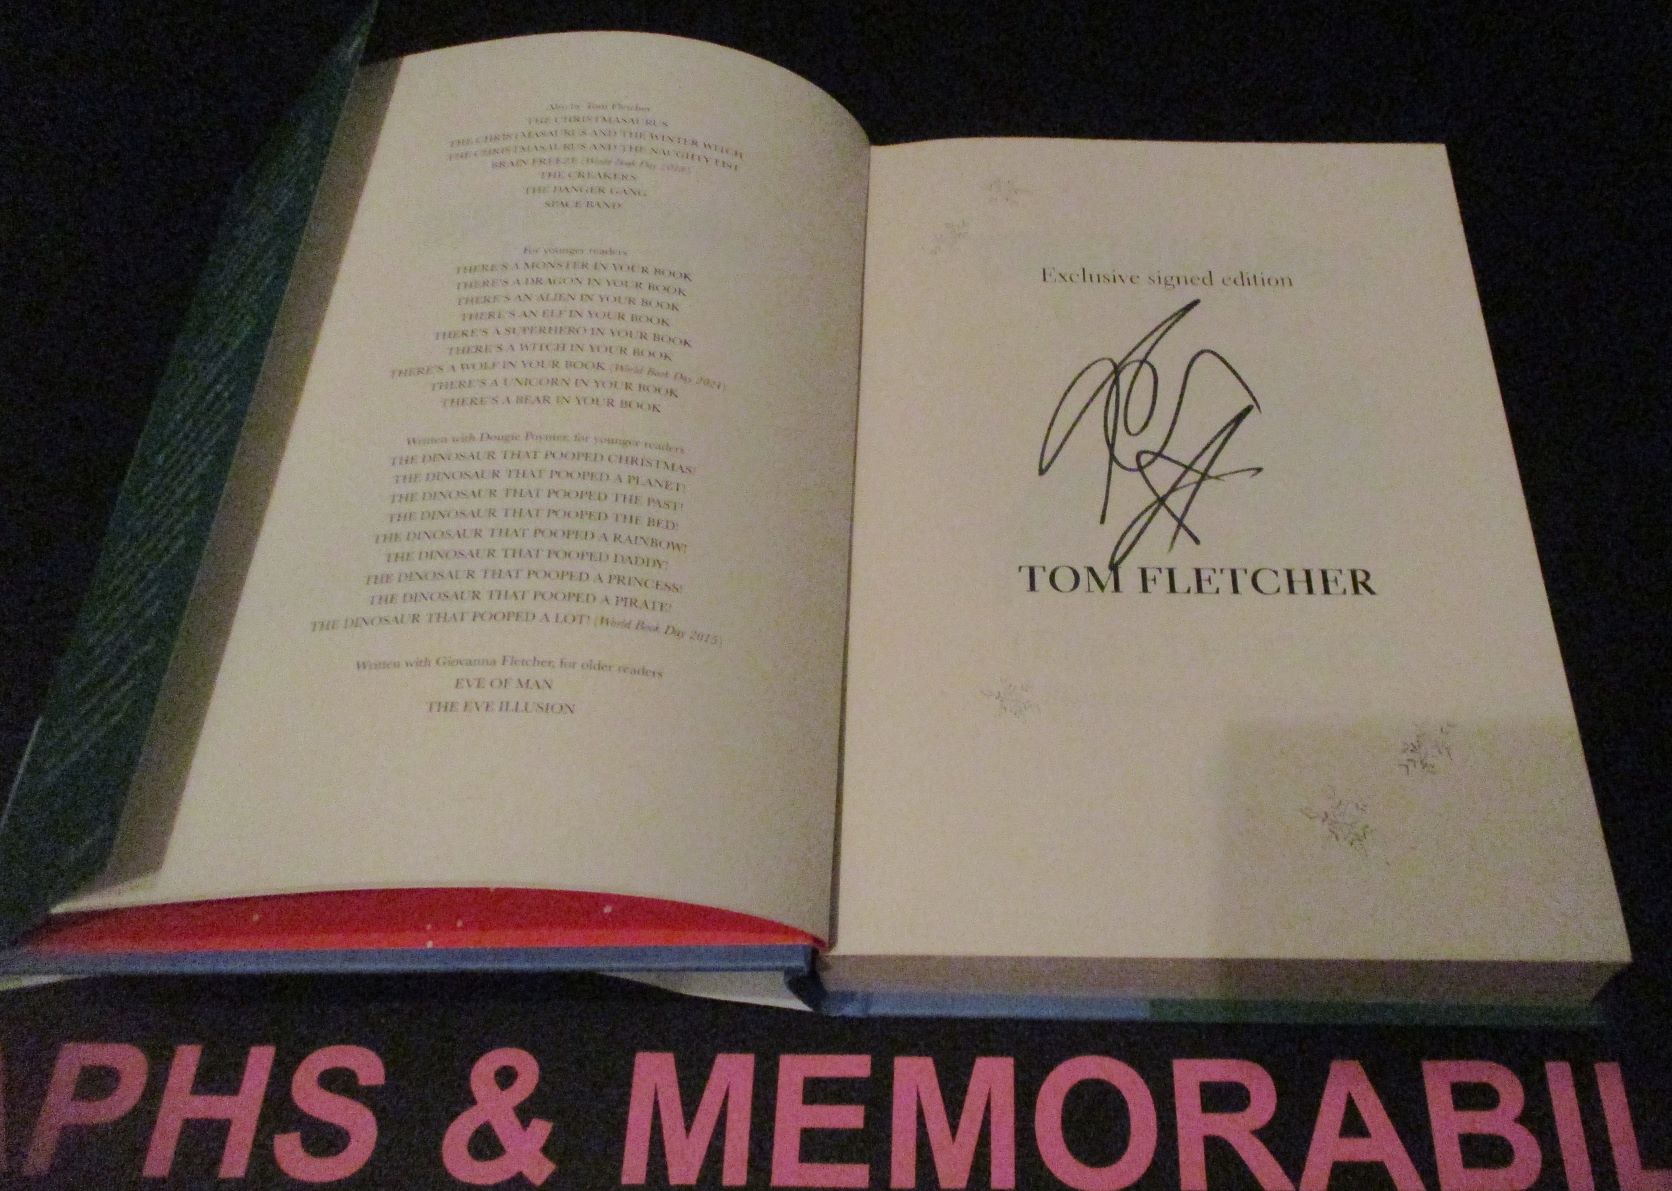 Also by Tom Fletcher
THE CHRISTMASAURUS
THE CHRISTMASAURUS AND THE WINTER WITCH
THE CHRISTMASAURUS AND THE NAUGHTY LIST
BRAIN FREEZE (World Book Day 2018)
THE CREAKERS
THE DANGER GANG
SPACE BAND
For younger readers
THERE'S A MONSTER IN YOUR BOOK
THERE'S A DRAGON IN YOUR BOOK
THERE'S AN ALIEN IN YOUR BOOK
THERE'S AN ELF IN YOUR BOOK
THERE'S A SUPERHERO IN YOUR BOOK
THERE'S A WITCH IN YOUR BOOK
THERE'S A WOLF IN YOUR BOOK (World Book Day 2021)
THERE'S A UNICORN IN YOUR BOOK
THERE'S A BEAR IN YOUR BOOK
Written with Dougie Poynter, for younger readers
THE DINOSAUR THAT POOPED CHRISTMAS!
THE DINOSAUR THAT POOPED A PLANET!
THE DINOSAUR THAT POOPED THE PAST!
THE DINOSAUR THAT POOPED THE BED!
THE DINOSAUR THAT POOPED A RAINBOW!
THE DINOSAUR THAT POOPED DADDY!
THE DINOSAUR THAT POOPED A PRINCESS!
THE DINOSAUR THAT POOPED A PIRATE!
THE DINOSAUR THAT POOPED A LOT! (World Book Day 2015)
Written with Giovanna Fletcher, for older readers
EVE OF MAN
THE EVE ILLUSION
Exclusive signed edition
TOM FLETCHER
PHS & MEMORABIL